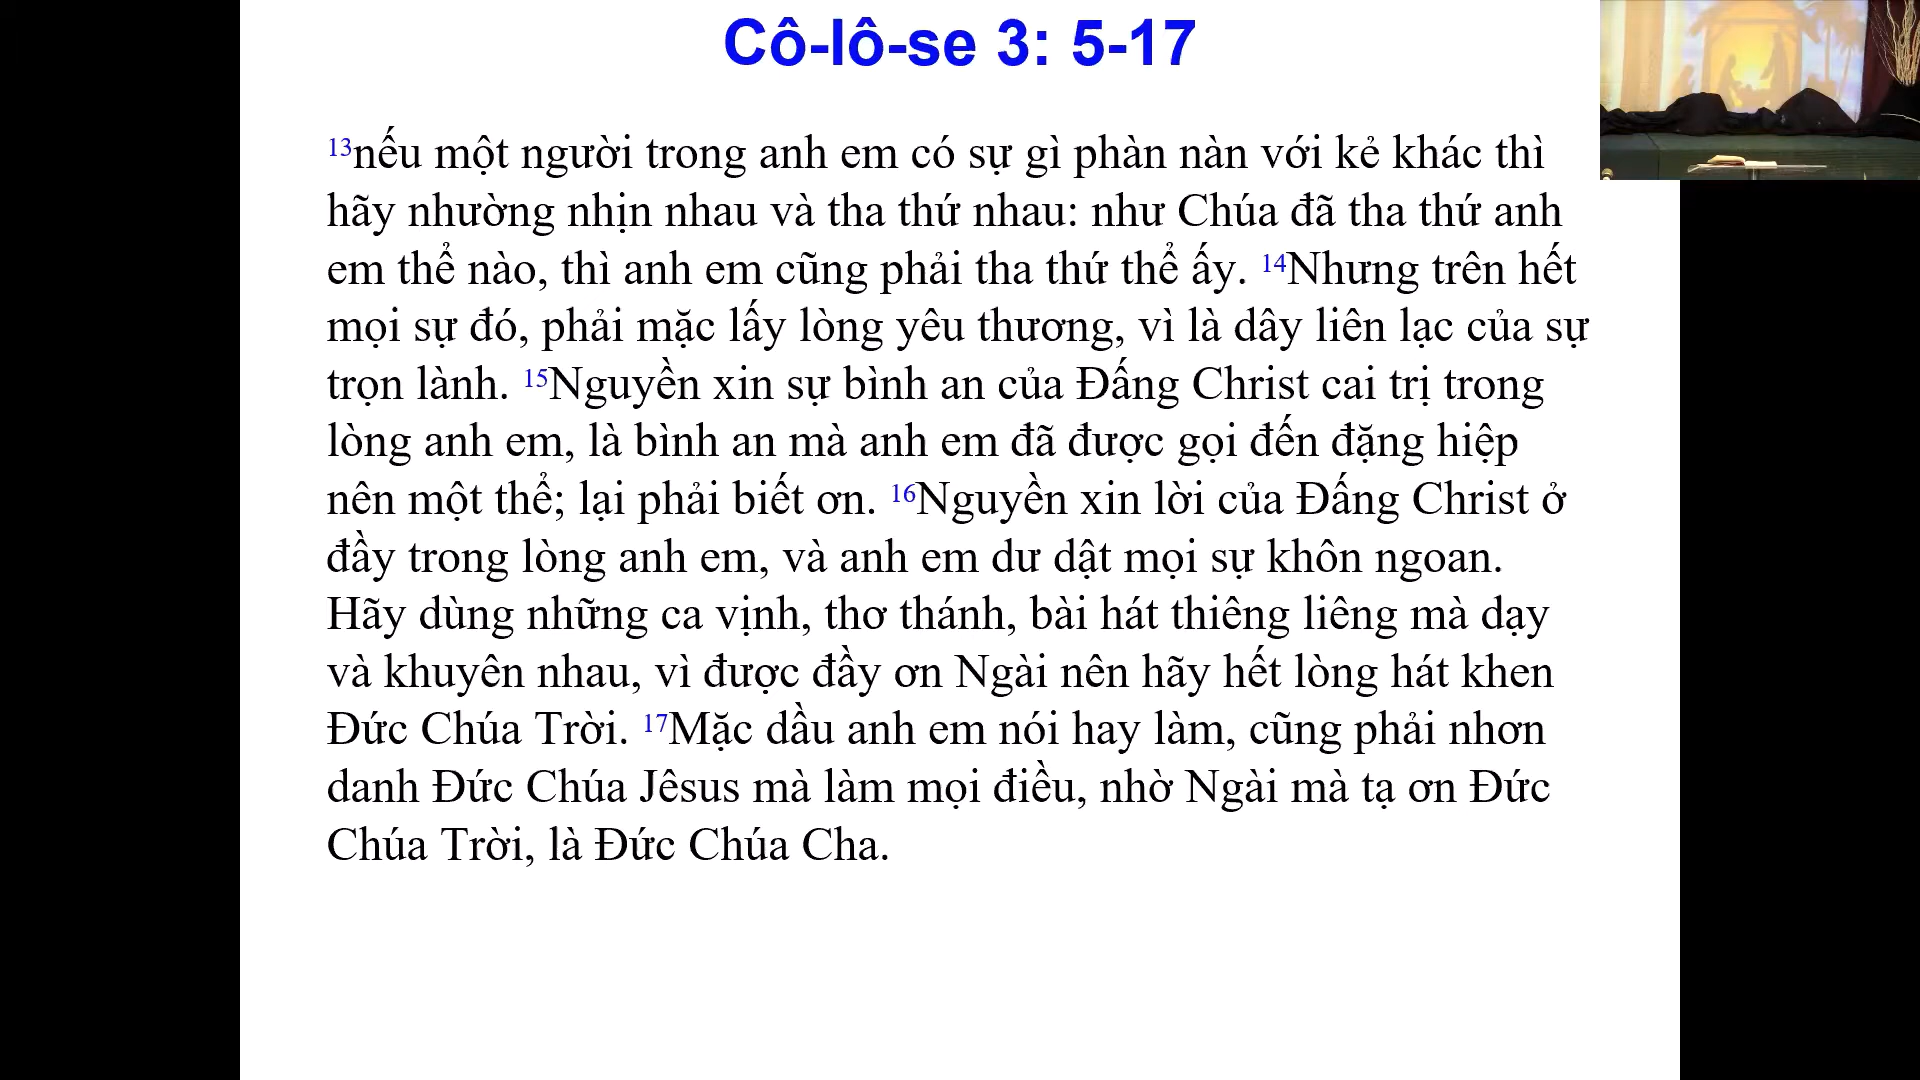 Cô-lô-se 3: 5-17
13nếu một người trong anh em có sự gì phàn nàn với kẻ khác thì
hãy nhường nhịn nhau và tha thứ nhau: như Chúa đã tha thứ anh
em thể nào, thì anh em cũng phải tha thứ thể ấy. 14Nhưng trên hết
mọi sự đó, phải mặc lấy lòng yêu thương, vì là dây liên lạc của sự
trọn lành. 15Nguyền xin sự bình an của Đấng Christ cai trị trong
lòng anh em, là bình an mà anh em đã được gọi đến đặng hiệp
nên một thể; lại phải biết ơn. 16Nguyền xin lời của Đấng Christ ở
đầy trong lòng anh em, và anh em dư dật mọi sự khôn ngoan.
Hãy dùng những ca vịnh, thơ thánh, bài hát thiêng liêng mà dạy
và khuyên nhau, vì được đầy ơn Ngài nên hãy hết lòng hát khen
Đức Chúa Trời. 17Mặc dầu anh em nói hay làm, cũng phải nhơn
danh Đức Chúa Jêsus mà làm mọi điều, nhờ Ngài mà tạ ơn Đức
Chúa Trời, là Đức Chúa Cha.